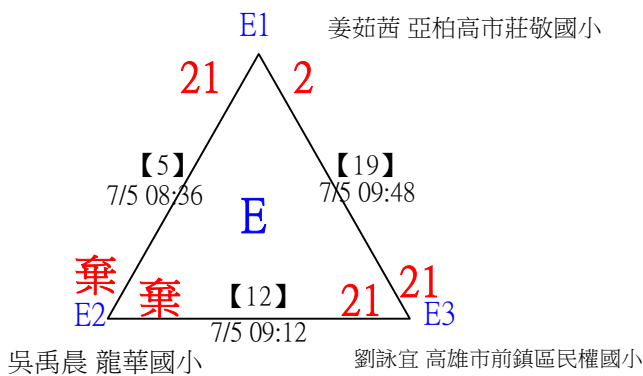 E1
姜茹茜 亞柏高市莊敬國小
21 2
【5】
7/5 08:36
【19】
7/5 09:48
E
棄
棄
【12】
7/5 09:12
21
21
E2
E3
吳禹晨 龍華國小
劉詠宜 高雄市前鎮區民權國小